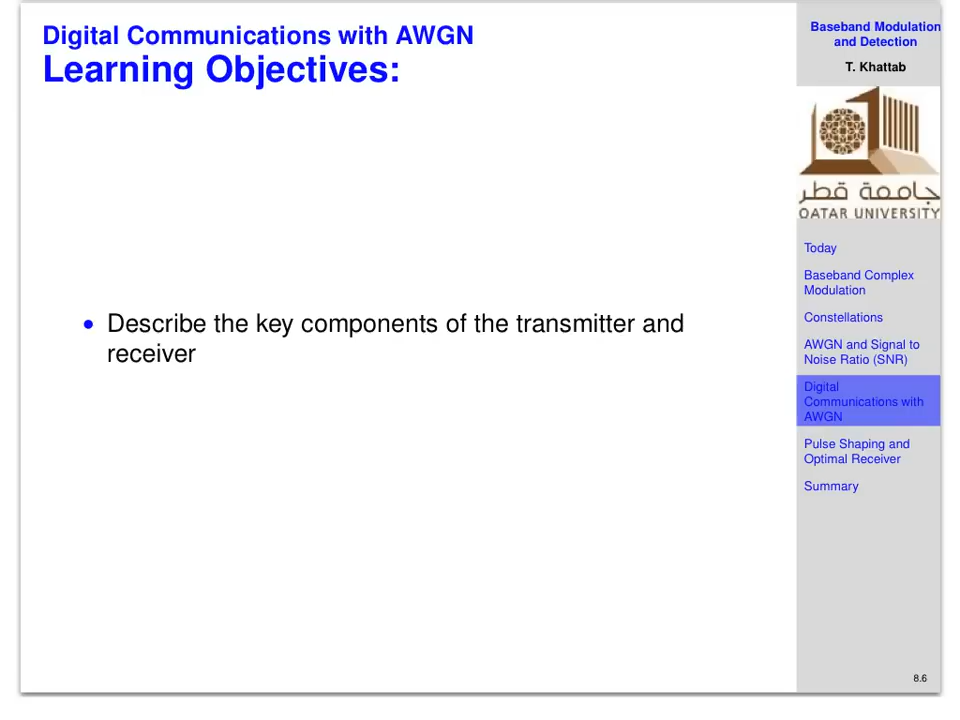 Digital Communications with AWGN
Learning Objectives:
• Describe the key components of the transmitter and
receiver
Baseband Modulation
and Detection
T. Khattab
جامعة قطر
QATAR UNIVERSITY
Today
Baseband Complex
Modulation
Constellations
AWGN and Signal to
Noise Ratio (SNR)
Digital
Communications with
AWGN
Pulse Shaping and
Optimal Receiver
Summary
8.6